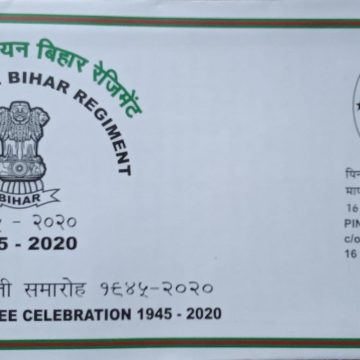 यन बिहार रेजिमेंट
BIHAR REGIMENT
BIHAR
- २०२०
5 - 2020
ती समारोह १९४५-२०२०
EE CELEBRATION 1945 - 2020
पिन
16
PIN
c/o
16